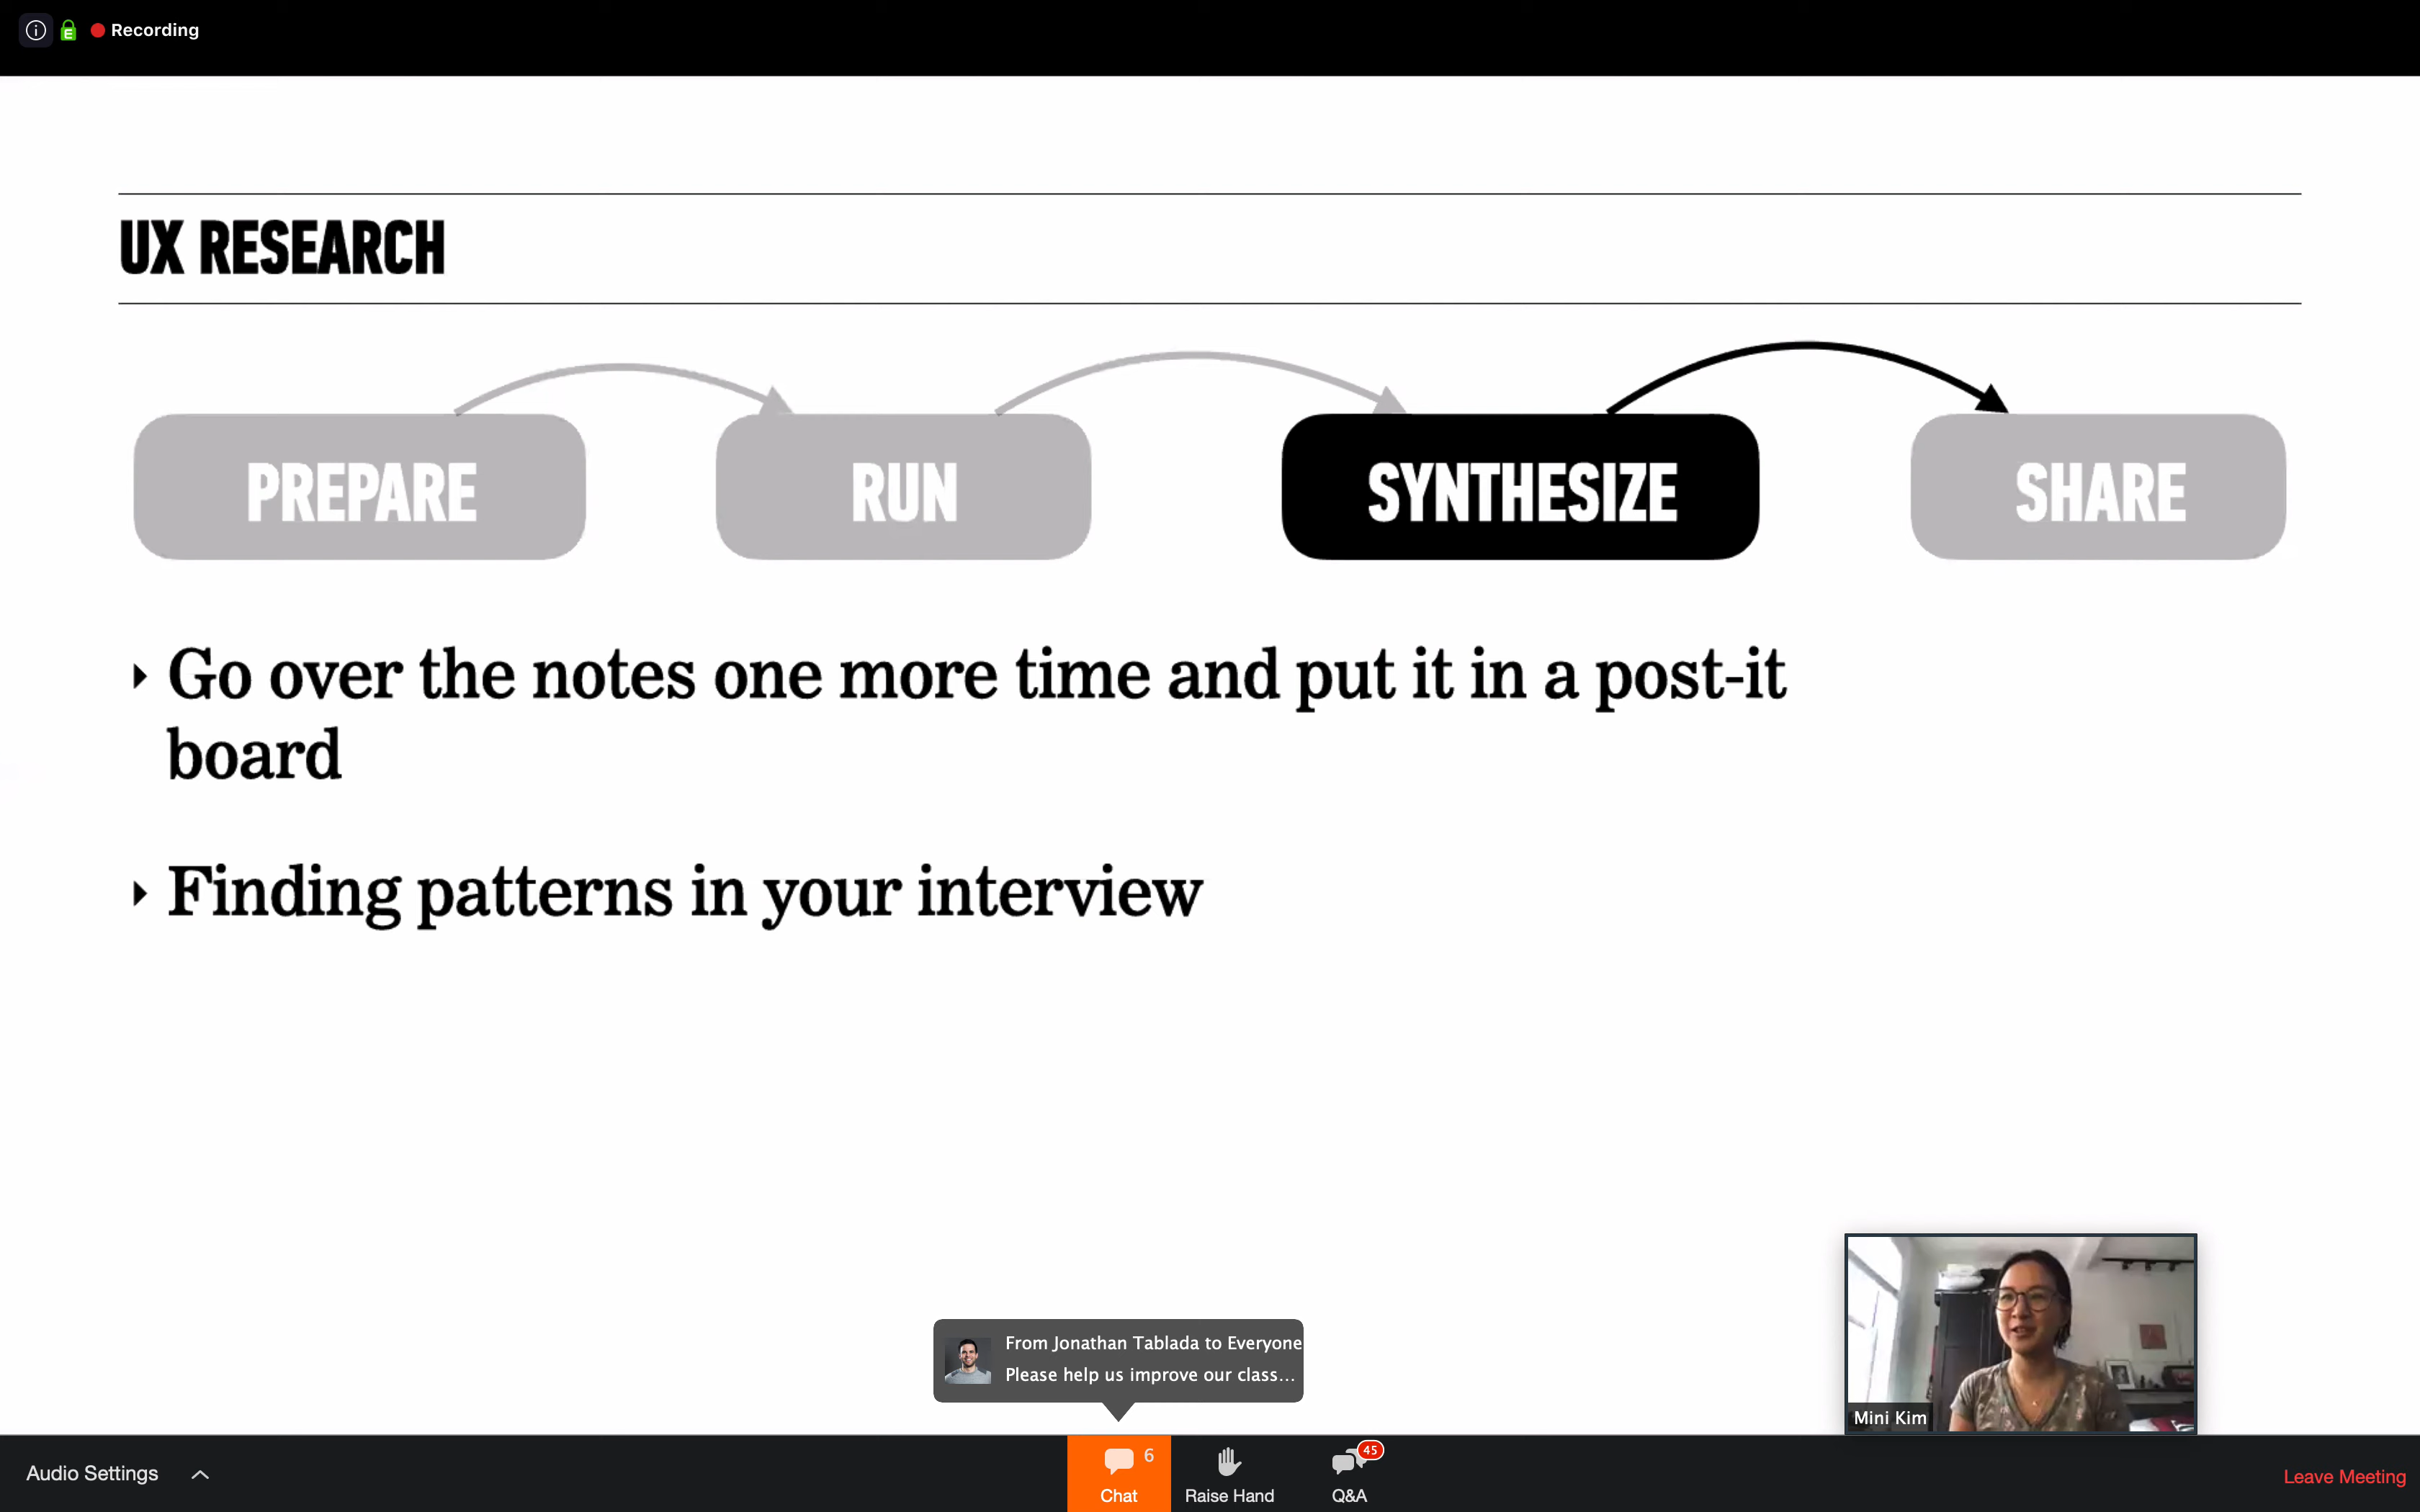 Recording
UX RESEARCH
PREPARE
RUN
SYNTHESIZE
SHARE
Go over the notes one more time and put it in a post-it
board
Finding patterns in your interview
From Jonathan Tablada to Everyone
Please help us improve our class...
Mini Kim
Audio Settings
6
Chat
Raise Hand
45
Q&A
Leave Meeting